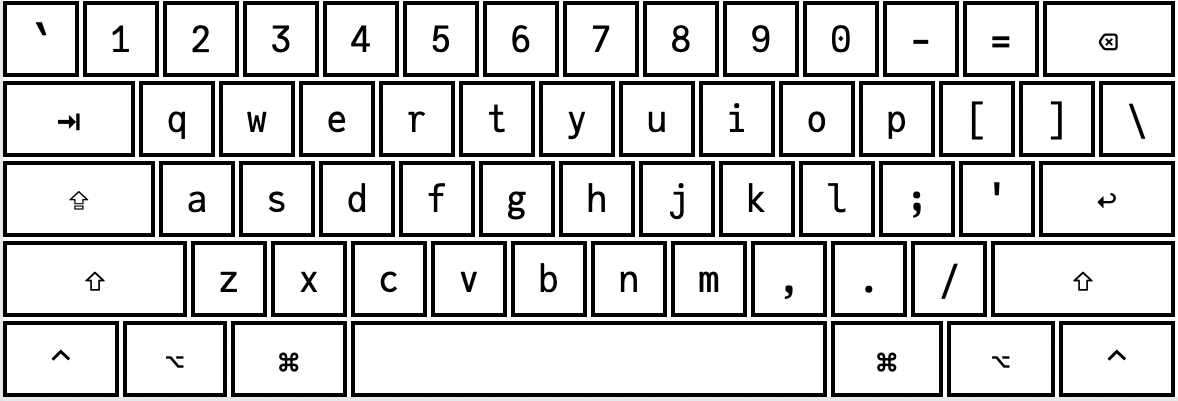 ` 1 2 3 4 5 6 7 8 9 0 - = ⌫
⇥ q w e r t y u i o p [ ] \
⇪ a s d f g h j k l ; ' ↩
⇧ z x c v b n m , . / ⇧
^ ⌥ ⌘ ⌘ ⌥ ^